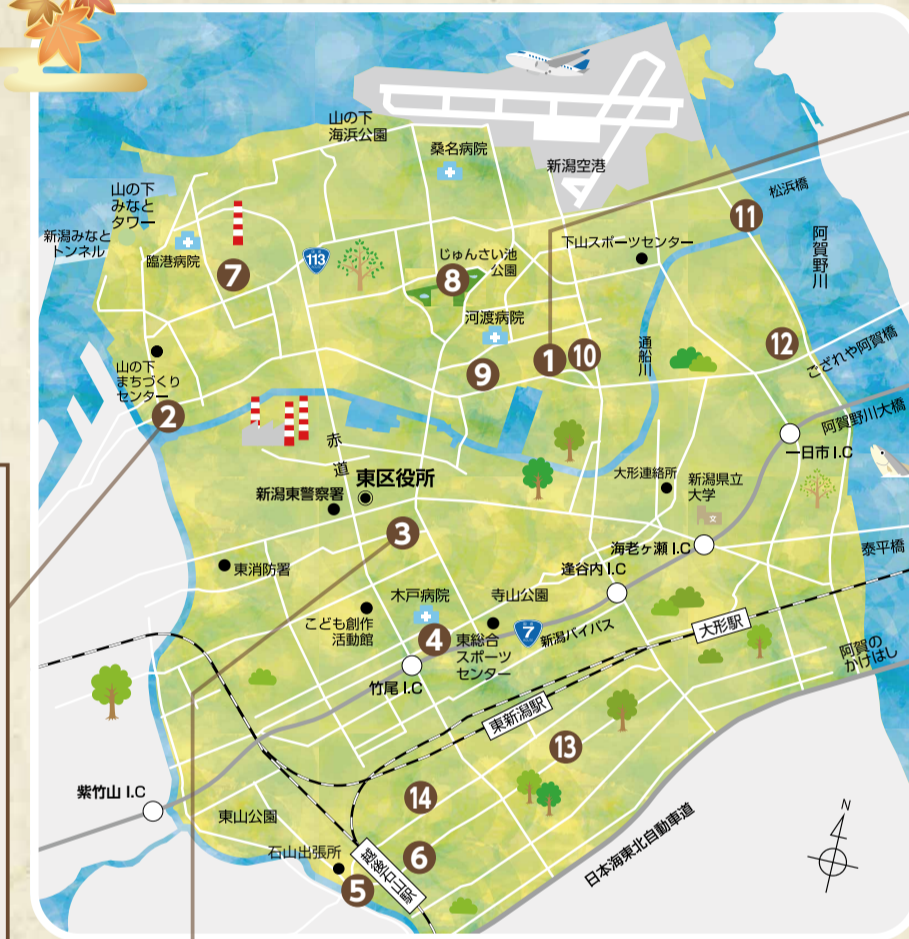 山の下
海浜公園
桑名病院
新潟空港
松浜橋
山の下
みなと
タワー
新潟みなと
トンネル
臨港病院
7
113
じゅんさい池
公園
8
下山スポーツセンター
11
阿賀野川
河渡病院
9
1
10
通船川
12
ござれや阿賀橋
山の下
まちづくり
センター
2
阿賀野川大橋
一日市 I.C
赤道
東区役所
新潟東警察署
大形連絡所
新潟県立
大学
文
3
海老ヶ瀬 I.C
泰平橋
東消防署
逢谷内 I.C
木戸病院
寺山公園
こども創作
活動館
4
東総合
スポーツ
センター
7
新潟バイパス
大形駅
阿賀の
かけはし
竹尾 I.C
東新潟駅
13
紫竹山 I.C
14
東山公園
石山出張所
6
越後石山駅
5
日本海東北自動車道
N